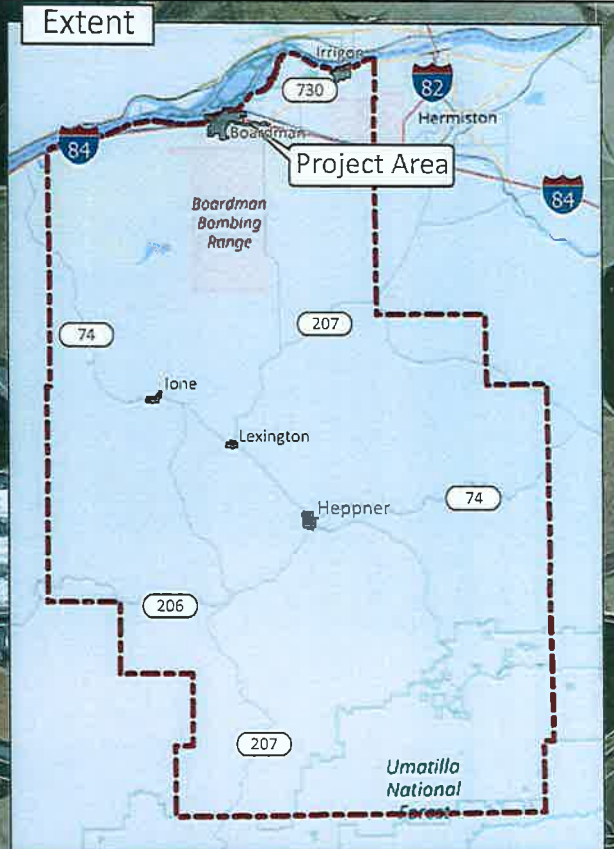 Extent
Irrigon
730
82
Hermiston
84
Boardman
Project Area
84
Boardman
Bombing
Range
207
74
Ione
Lexington
Heppner
74
206
207
Umatilla
National
Forest